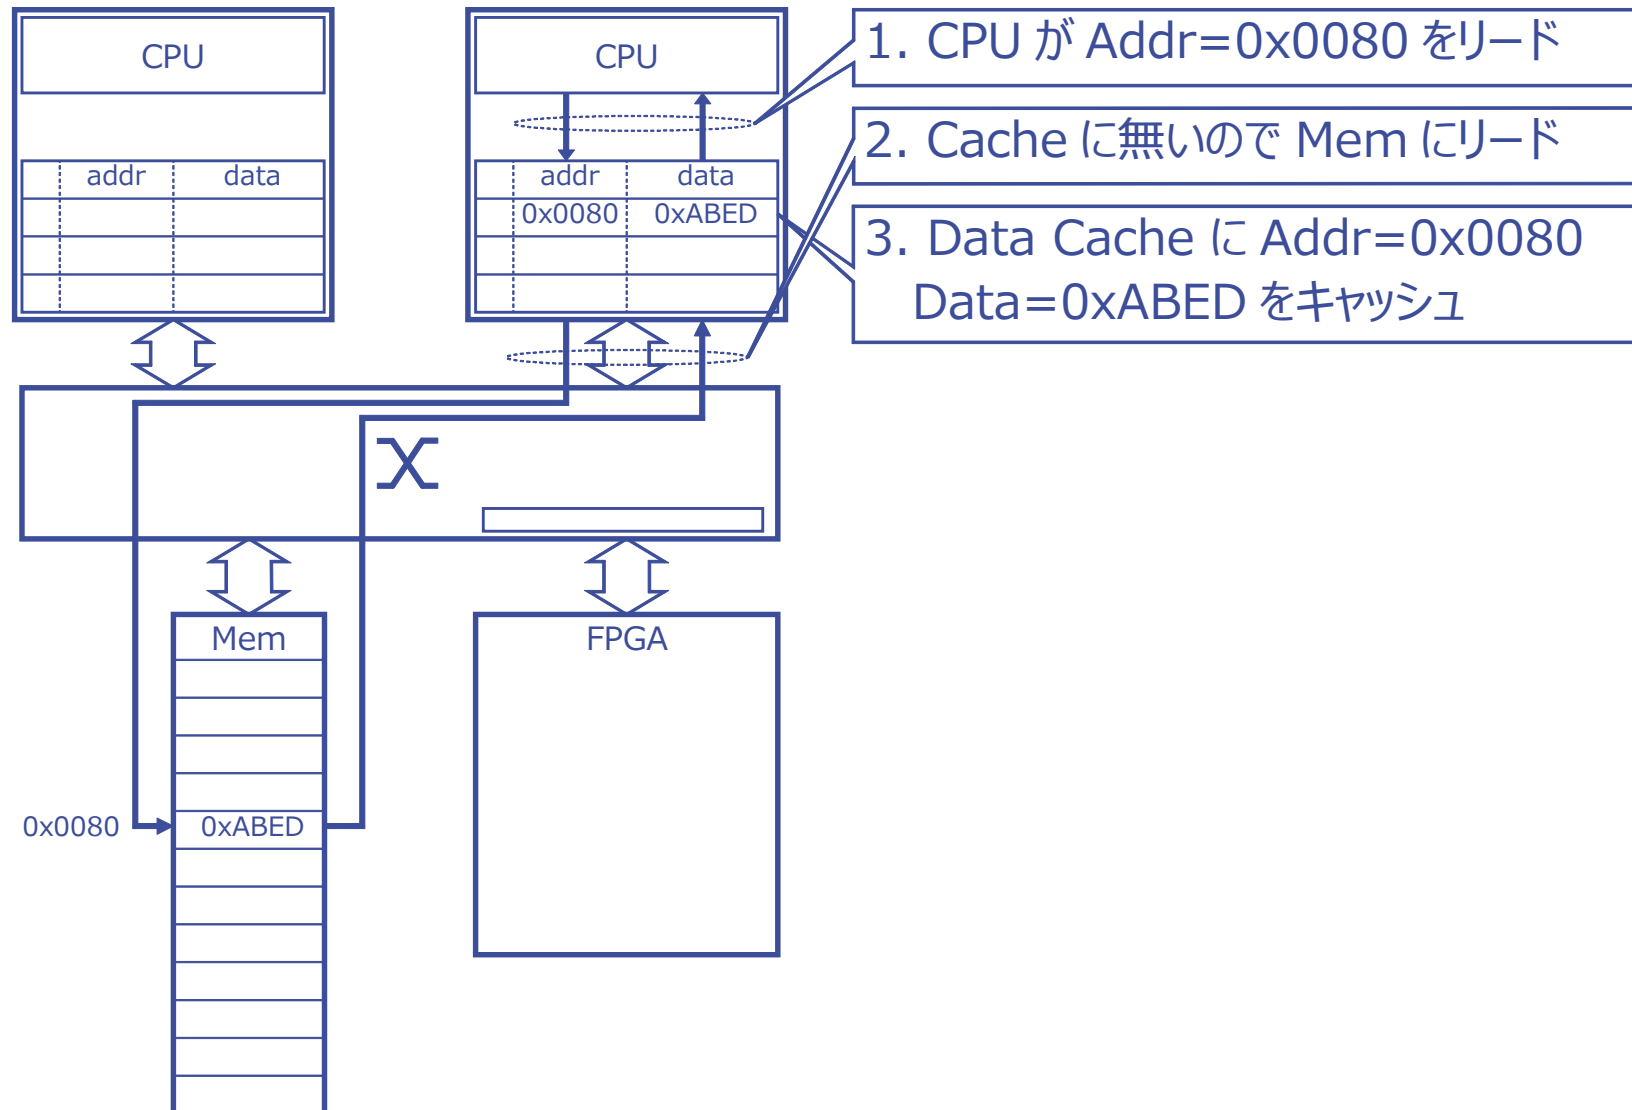 CPU
CPU
1. CPU が Addr=0x0080 をリード
2. Cache に無いので Mem にリード
3. Data Cache に Addr=0x0080
Data=0xABED をキャッシュ
addr data
addr data
0x0080 0xABED
Mem
FPGA
0x0080 0xABED